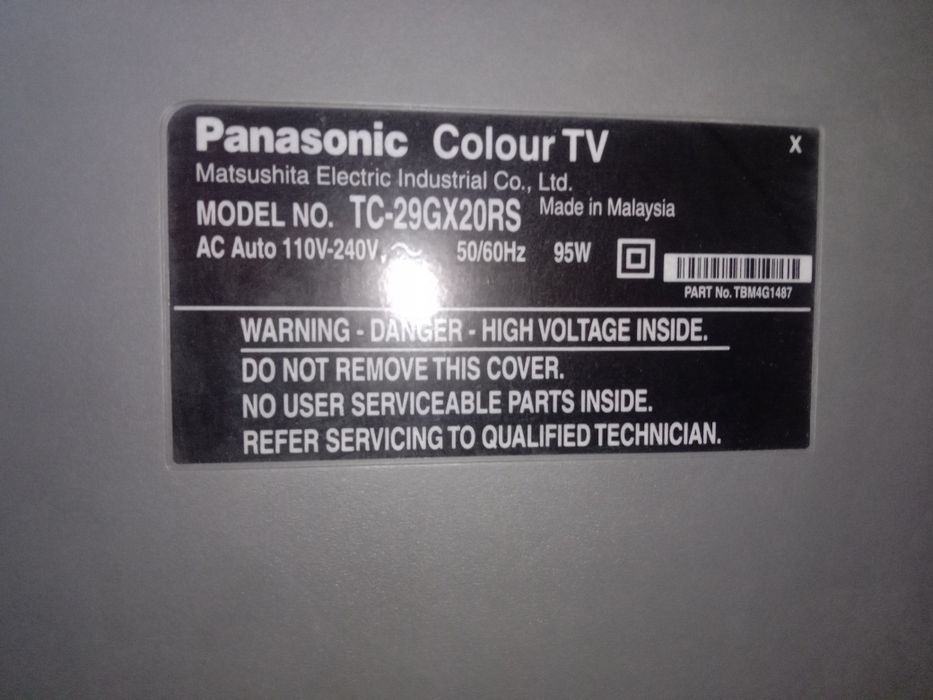 Panasonic Colour TV X
Matsushita Electric Industrial Co., Ltd.
MODEL NO. TC-29GX20RS Made in Malaysia
AC Auto 110V-240V, ~ 50/60Hz 95W
PART No. TBM4G1487
WARNING - DANGER - HIGH VOLTAGE INSIDE.
DO NOT REMOVE THIS COVER.
NO USER SERVICEABLE PARTS INSIDE.
REFER SERVICING TO QUALIFIED TECHNICIAN.